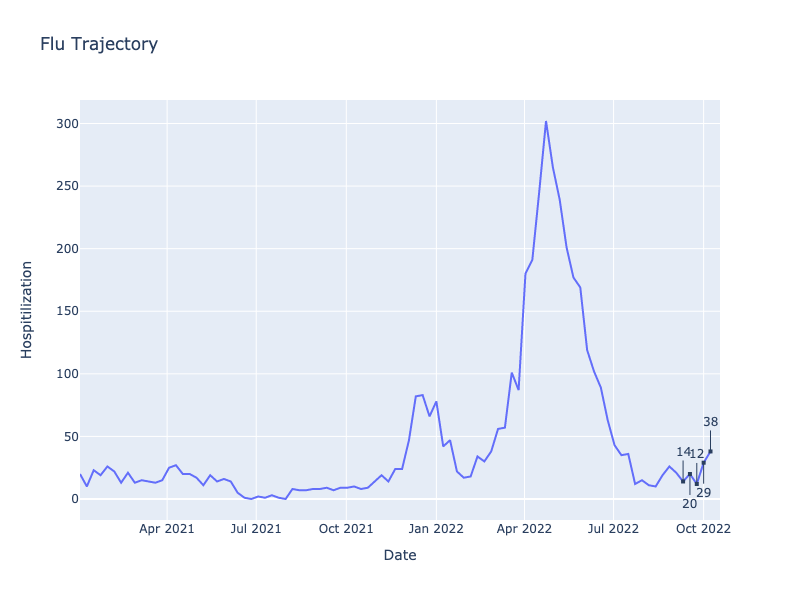 Flu Trajectory
Hospitilization
300
250
200
150
100
50
0
38
14
12
29
20
Apr 2021
Jul 2021
Oct 2021
Jan 2022
Apr 2022
Jul 2022
Oct 2022
Date